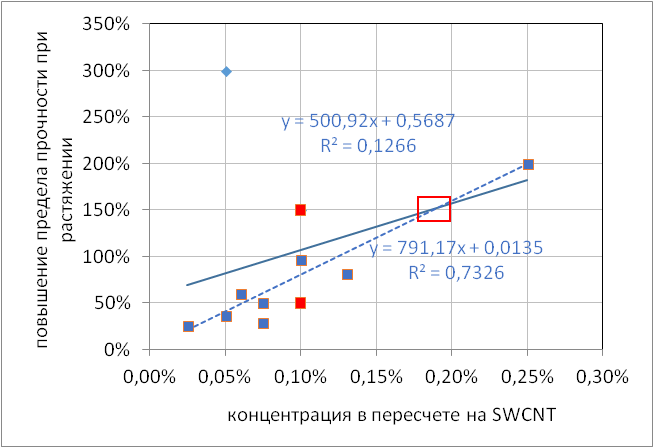 350%
300%
250%
200%
150%
100%
50%
0%
повышение предела прочности при
растяжении
y = 500,92x + 0,5687
R² = 0,1266
y = 791,17x + 0,0135
R² = 0,7326
0,00% 0,05% 0,10% 0,15% 0,20% 0,25% 0,30%
концентрация в пересчете на SWCNT